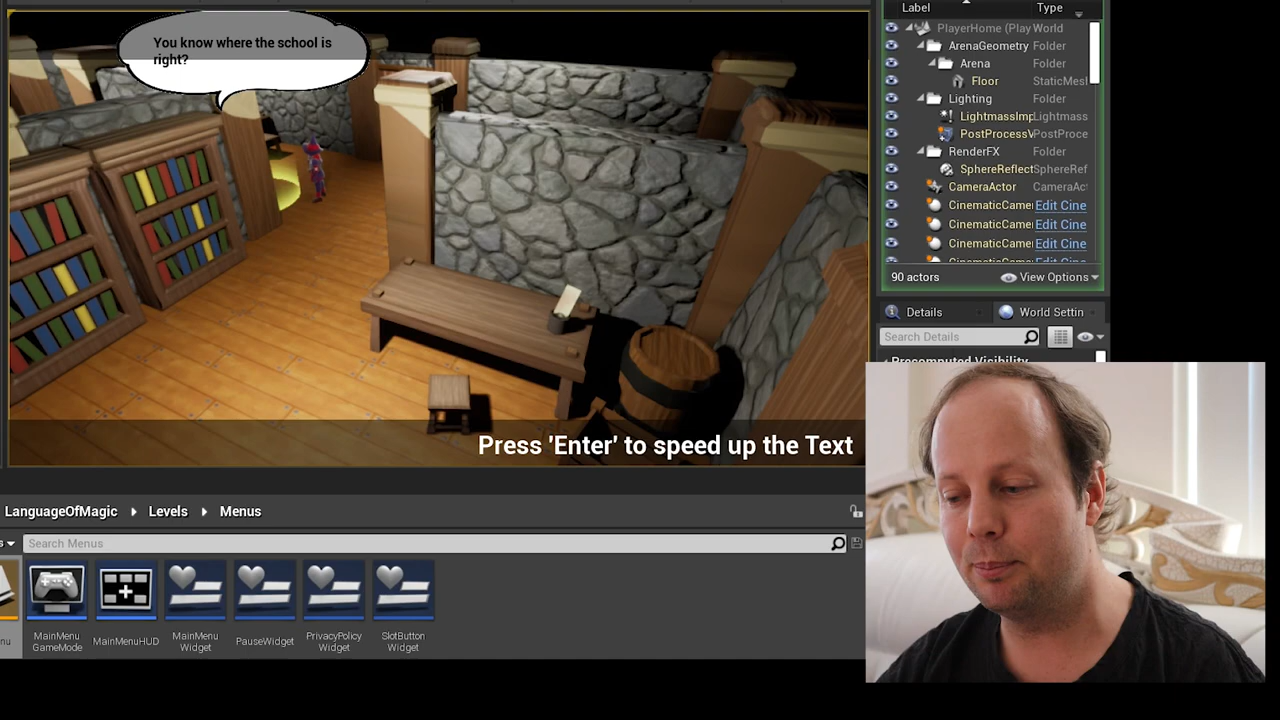 You know where the school is
right?
Press 'Enter' to speed up the Text
Label Type
PlayerHome (Play World
ArenaGeometry Folder
Arena Folder
Floor StaticMesl
Lighting Folder
LightmassImp Lightmass
PostProcessV PostProce
RenderFX Folder
SphereReflect SphereRef
CameraActor CameraAct
CinematicCame Edit Cine
CinematicCame Edit Cine
CinematicCame Edit Cine
90 actors View Options
Details World Settin
Search Details
Precomputed Visibility
LanguageOfMagic Levels Menus
Search Menus
MainMenu
GameMode
MainMenuHUD
MainMenu
Widget
PauseWidget
PrivacyPolicy
Widget
SlotButton
Widget